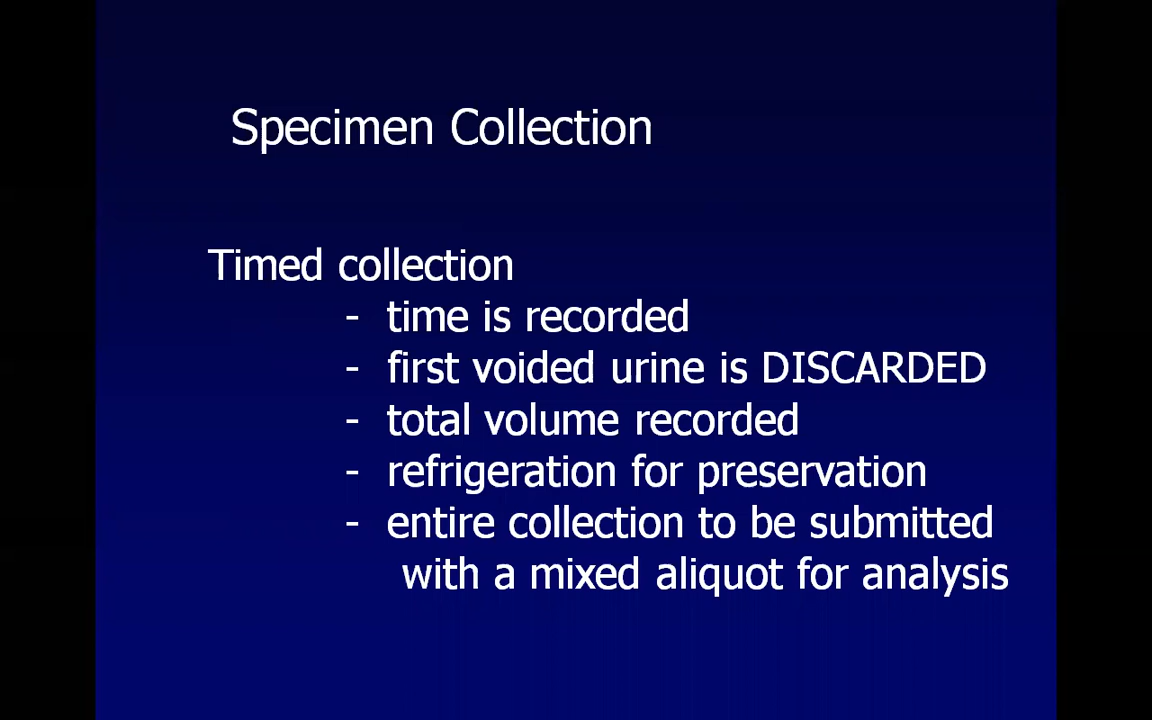 Specimen Collection
Timed collection
- time is recorded
- first voided urine is DISCARDED
- total volume recorded
- refrigeration for preservation
- entire collection to be submitted
with a mixed aliquot for analysis